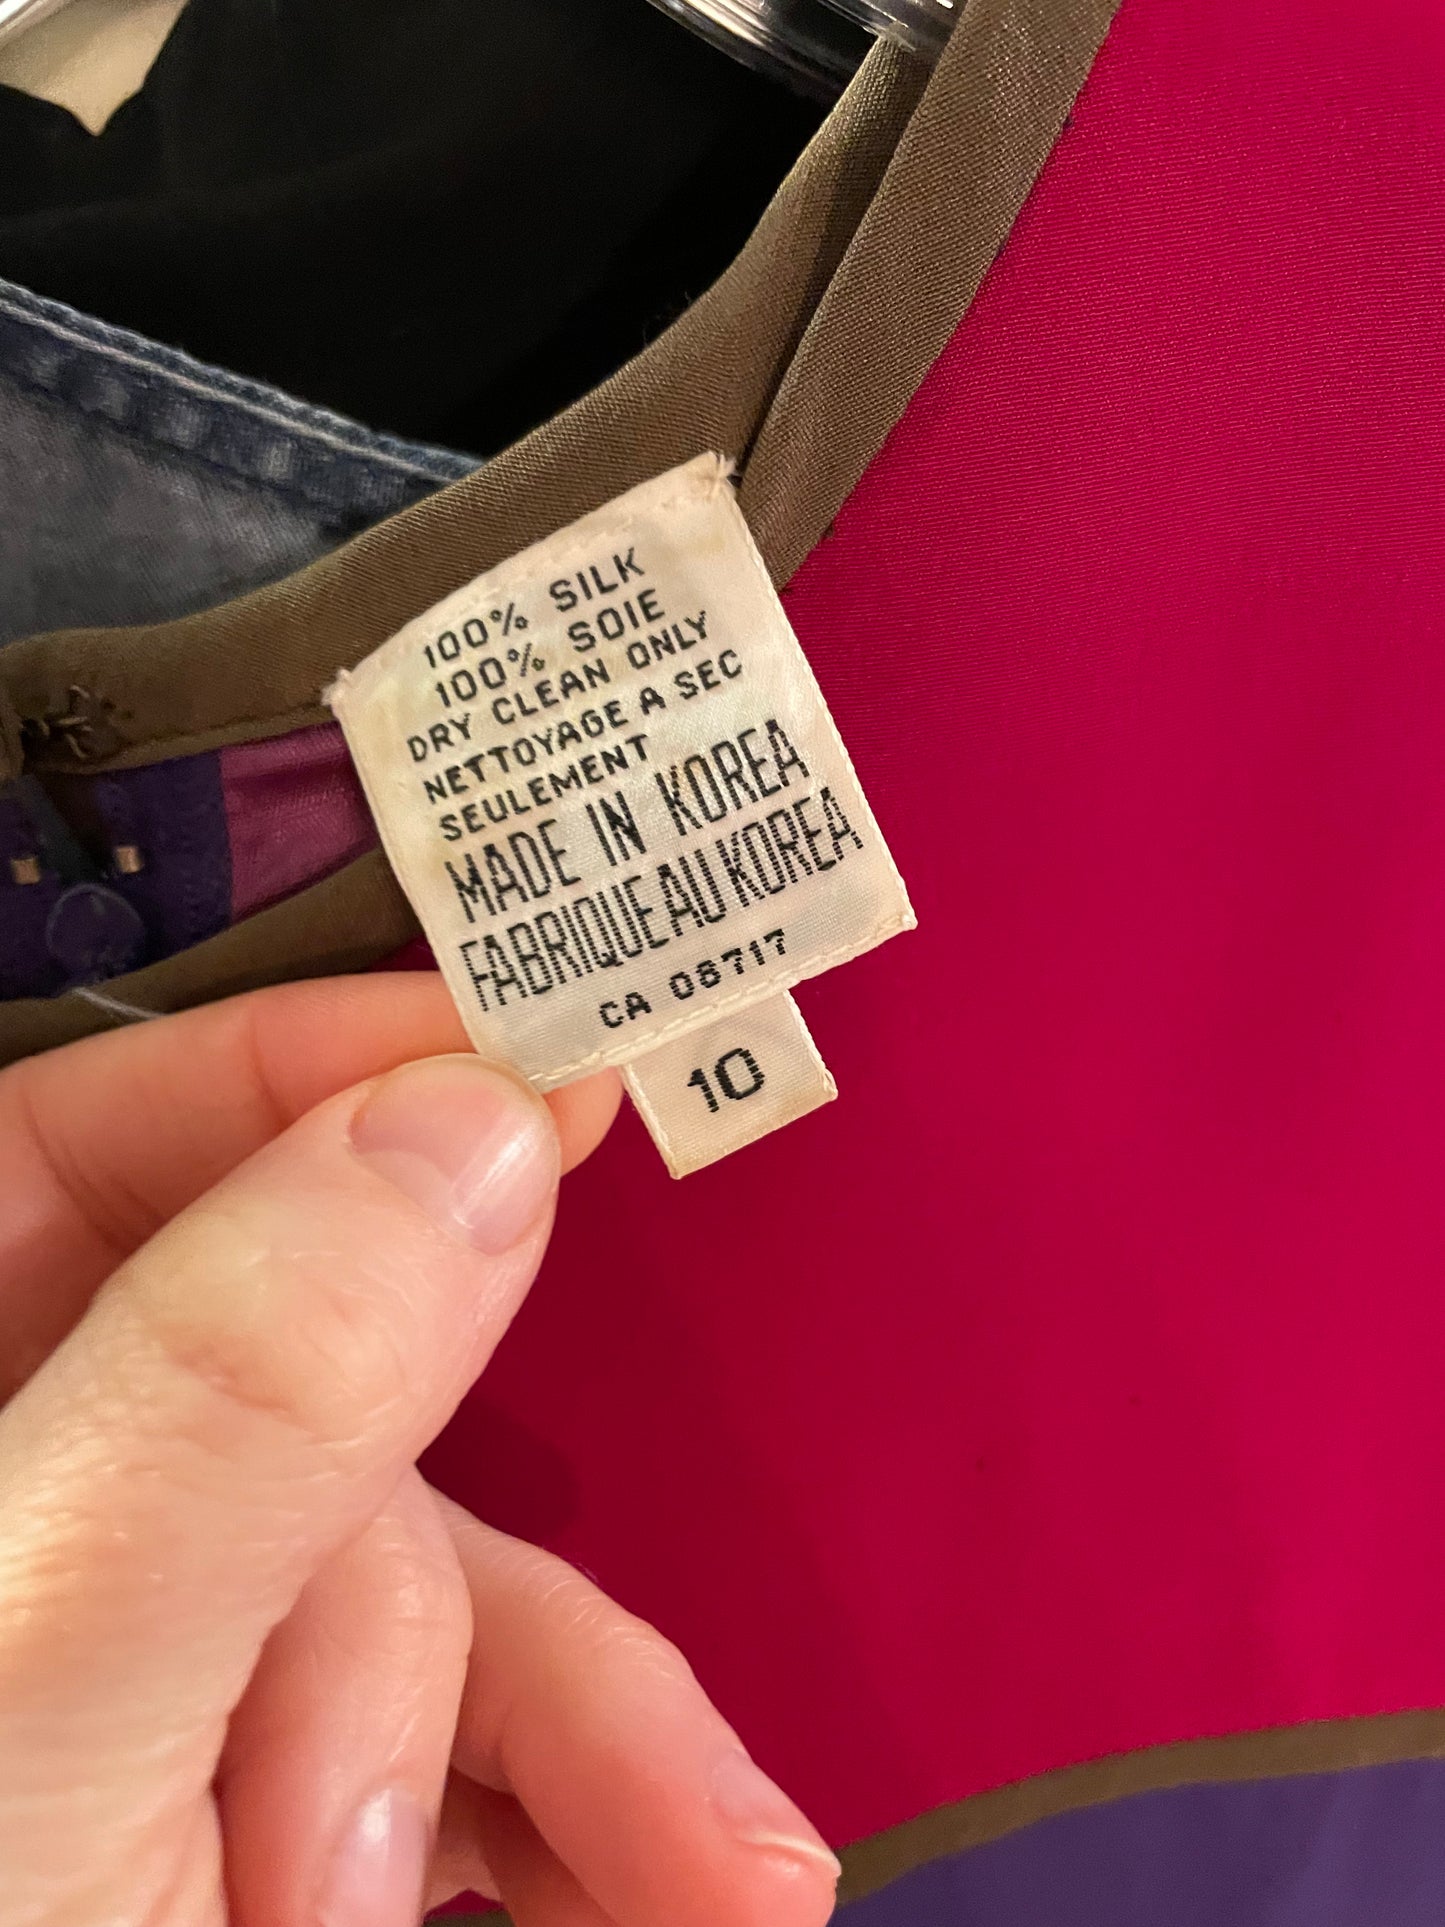 100% SILK
100% SOIE
DRY CLEAN ONLY
NETTOYAGE A SEC
SEULEMENT
MADE IN KOREA
FABRIQUE AU KOREA
CA 08717
10